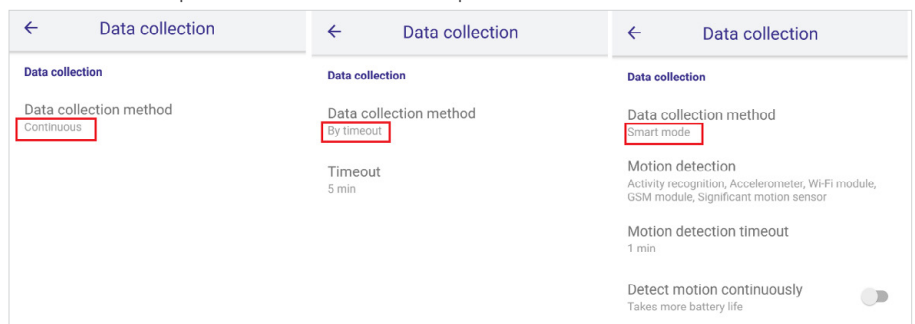 Data collection
Data collection
Data collection method
Continuous
Data collection
Data collection
Data collection method
By timeout
Timeout
5 min
Data collection
Data collection
Data collection method
Smart mode
Motion detection
Activity recognition, Accelerometer, Wi-Fi module,
GSM module, Significant motion sensor
Motion detection timeout
1 min
Detect motion continuously
Takes more battery life